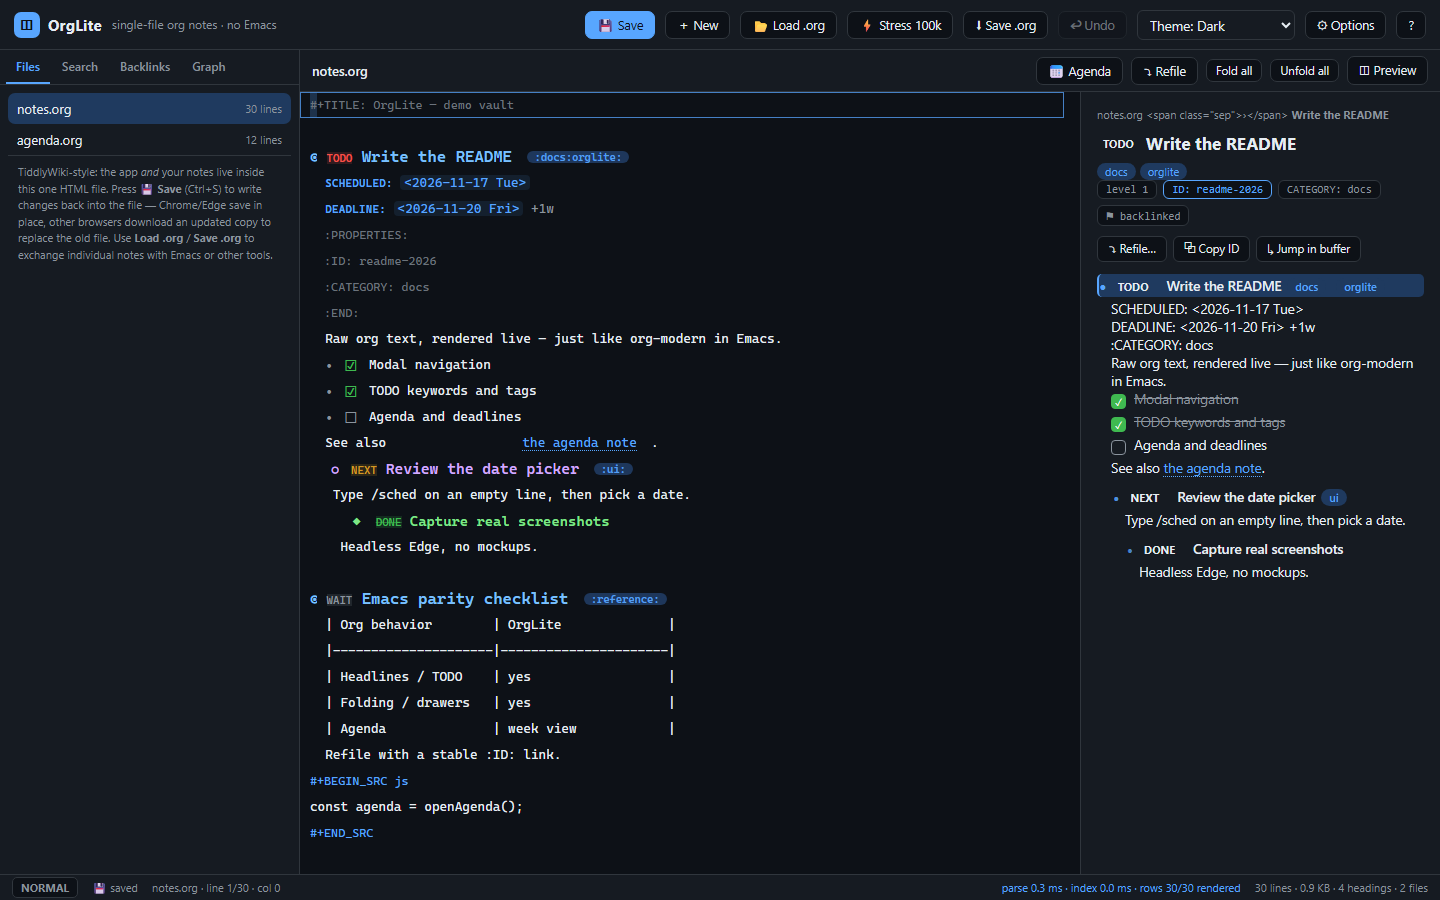 OrgLite single-file org notes · no Emacs
💾 Save
+ New
📂 Load .org
⚡ Stress 100k
⬇ Save .org
↩ Undo
Theme: Dark
⚙ Options
?
Files Search Backlinks Graph
notes.org 30 lines
agenda.org 12 lines
TiddlyWiki-style: the app and your notes live inside
this one HTML file. Press 💾 Save (Ctrl+S) to write
changes back into the file — Chrome/Edge save in
place, other browsers download an updated copy to
replace the old file. Use Load .org / Save .org to
exchange individual notes with Emacs or other tools.
notes.org
Agenda
⤵ Refile
Fold all
Unfold all
◫ Preview
#+TITLE: OrgLite — demo vault
TODO Write the README :docs:orglite:
SCHEDULED: <2026-11-17 Tue>
DEADLINE: <2026-11-20 Fri> +1w
:PROPERTIES:
:ID: readme-2026
:CATEGORY: docs
:END:
Raw org text, rendered live — just like org-modern in Emacs.
• ☑ Modal navigation
• ☑ TODO keywords and tags
• ☐ Agenda and deadlines
See also the agenda note .
○ NEXT Review the date picker :ui:
Type /sched on an empty line, then pick a date.
◆ DONE Capture real screenshots
Headless Edge, no mockups.
WAIT Emacs parity checklist :reference:
| Org behavior | OrgLite |
|---------------------|----------------------|
| Headlines / TODO | yes |
| Folding / drawers | yes |
| Agenda | week view |
Refile with a stable :ID: link.
#+BEGIN_SRC js
const agenda = openAgenda();
#+END_SRC
notes.org <span class="sep">›</span> Write the README
TODO Write the README
docs orglite
level 1 ID: readme-2026 CATEGORY: docs
⚑ backlinked
⤵ Refile… Copy ID ↳ Jump in buffer
• TODO Write the README docs orglite
SCHEDULED: <2026-11-17 Tue>
DEADLINE: <2026-11-20 Fri> +1w
:CATEGORY: docs
Raw org text, rendered live — just like org-modern
in Emacs.
✓ Modal navigation
✓ TODO keywords and tags
Agenda and deadlines
See also the agenda note.
• NEXT Review the date picker ui
Type /sched on an empty line, then pick a date.
• DONE Capture real screenshots
Headless Edge, no mockups.
NORMAL 💾 saved notes.org · line 1/30 · col 0
parse 0.3 ms · index 0.0 ms · rows 30/30 rendered 30 lines · 0.9 KB · 4 headings · 2 files